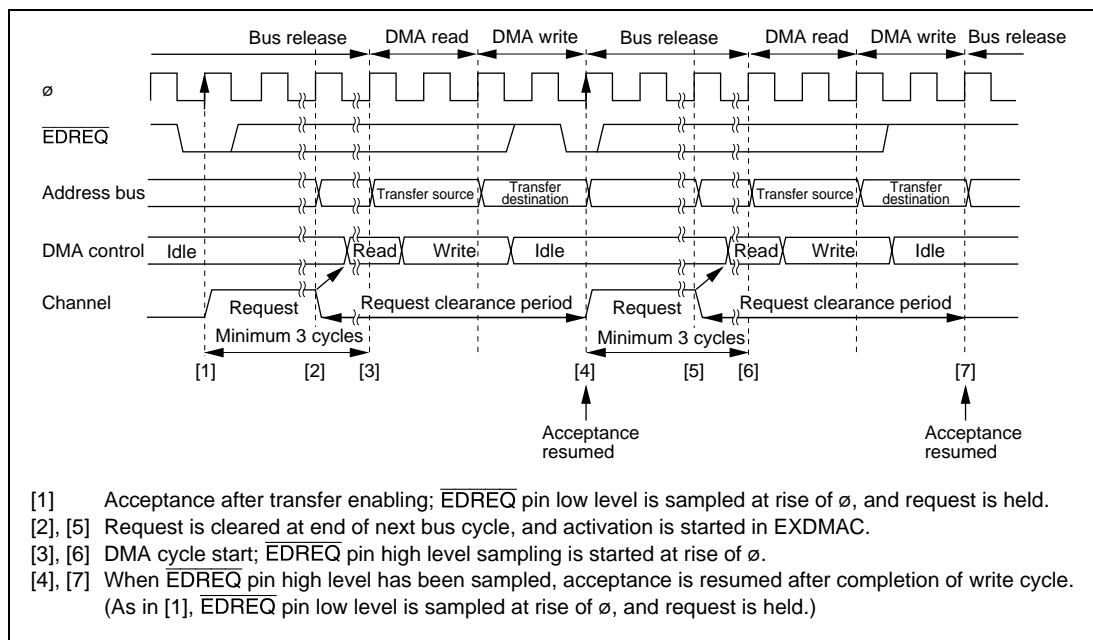 Bus release DMA read DMA write Bus release DMA read DMA write Bus release
ø
EDREQ
Address bus Transfer source Transfer destination Transfer source Transfer destination
DMA control Idle Read Write Idle Read Write Idle
Channel Request Request clearance period Request Request clearance period
Minimum 3 cycles Minimum 3 cycles
[1] [2] [3] [4] [5] [6] [7]
Acceptance resumed Acceptance resumed
[1] Acceptance after transfer enabling; EDREQ pin low level is sampled at rise of ø, and request is held.
[2], [5] Request is cleared at end of next bus cycle, and activation is started in EXDMAC.
[3], [6] DMA cycle start; EDREQ pin high level sampling is started at rise of ø.
[4], [7] When EDREQ pin high level has been sampled, acceptance is resumed after completion of write cycle.
(As in [1], EDREQ pin low level is sampled at rise of ø, and request is held.)